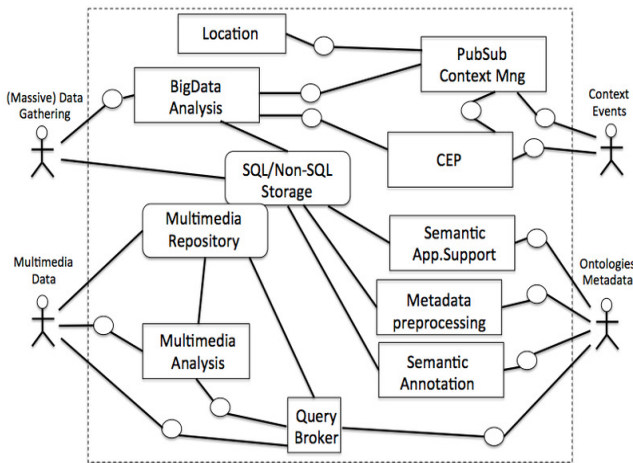 Location
PubSub
Context Mng
(Massive) Data
Gathering
BigData
Analysis
Context
Events
CEP
SQL/Non-SQL
Storage
Multimedia
Repository
Semantic
App.Support
Multimedia
Data
Ontologies
Metadata
Metadata
preprocessing
Multimedia
Analysis
Semantic
Annotation
Query
Broker